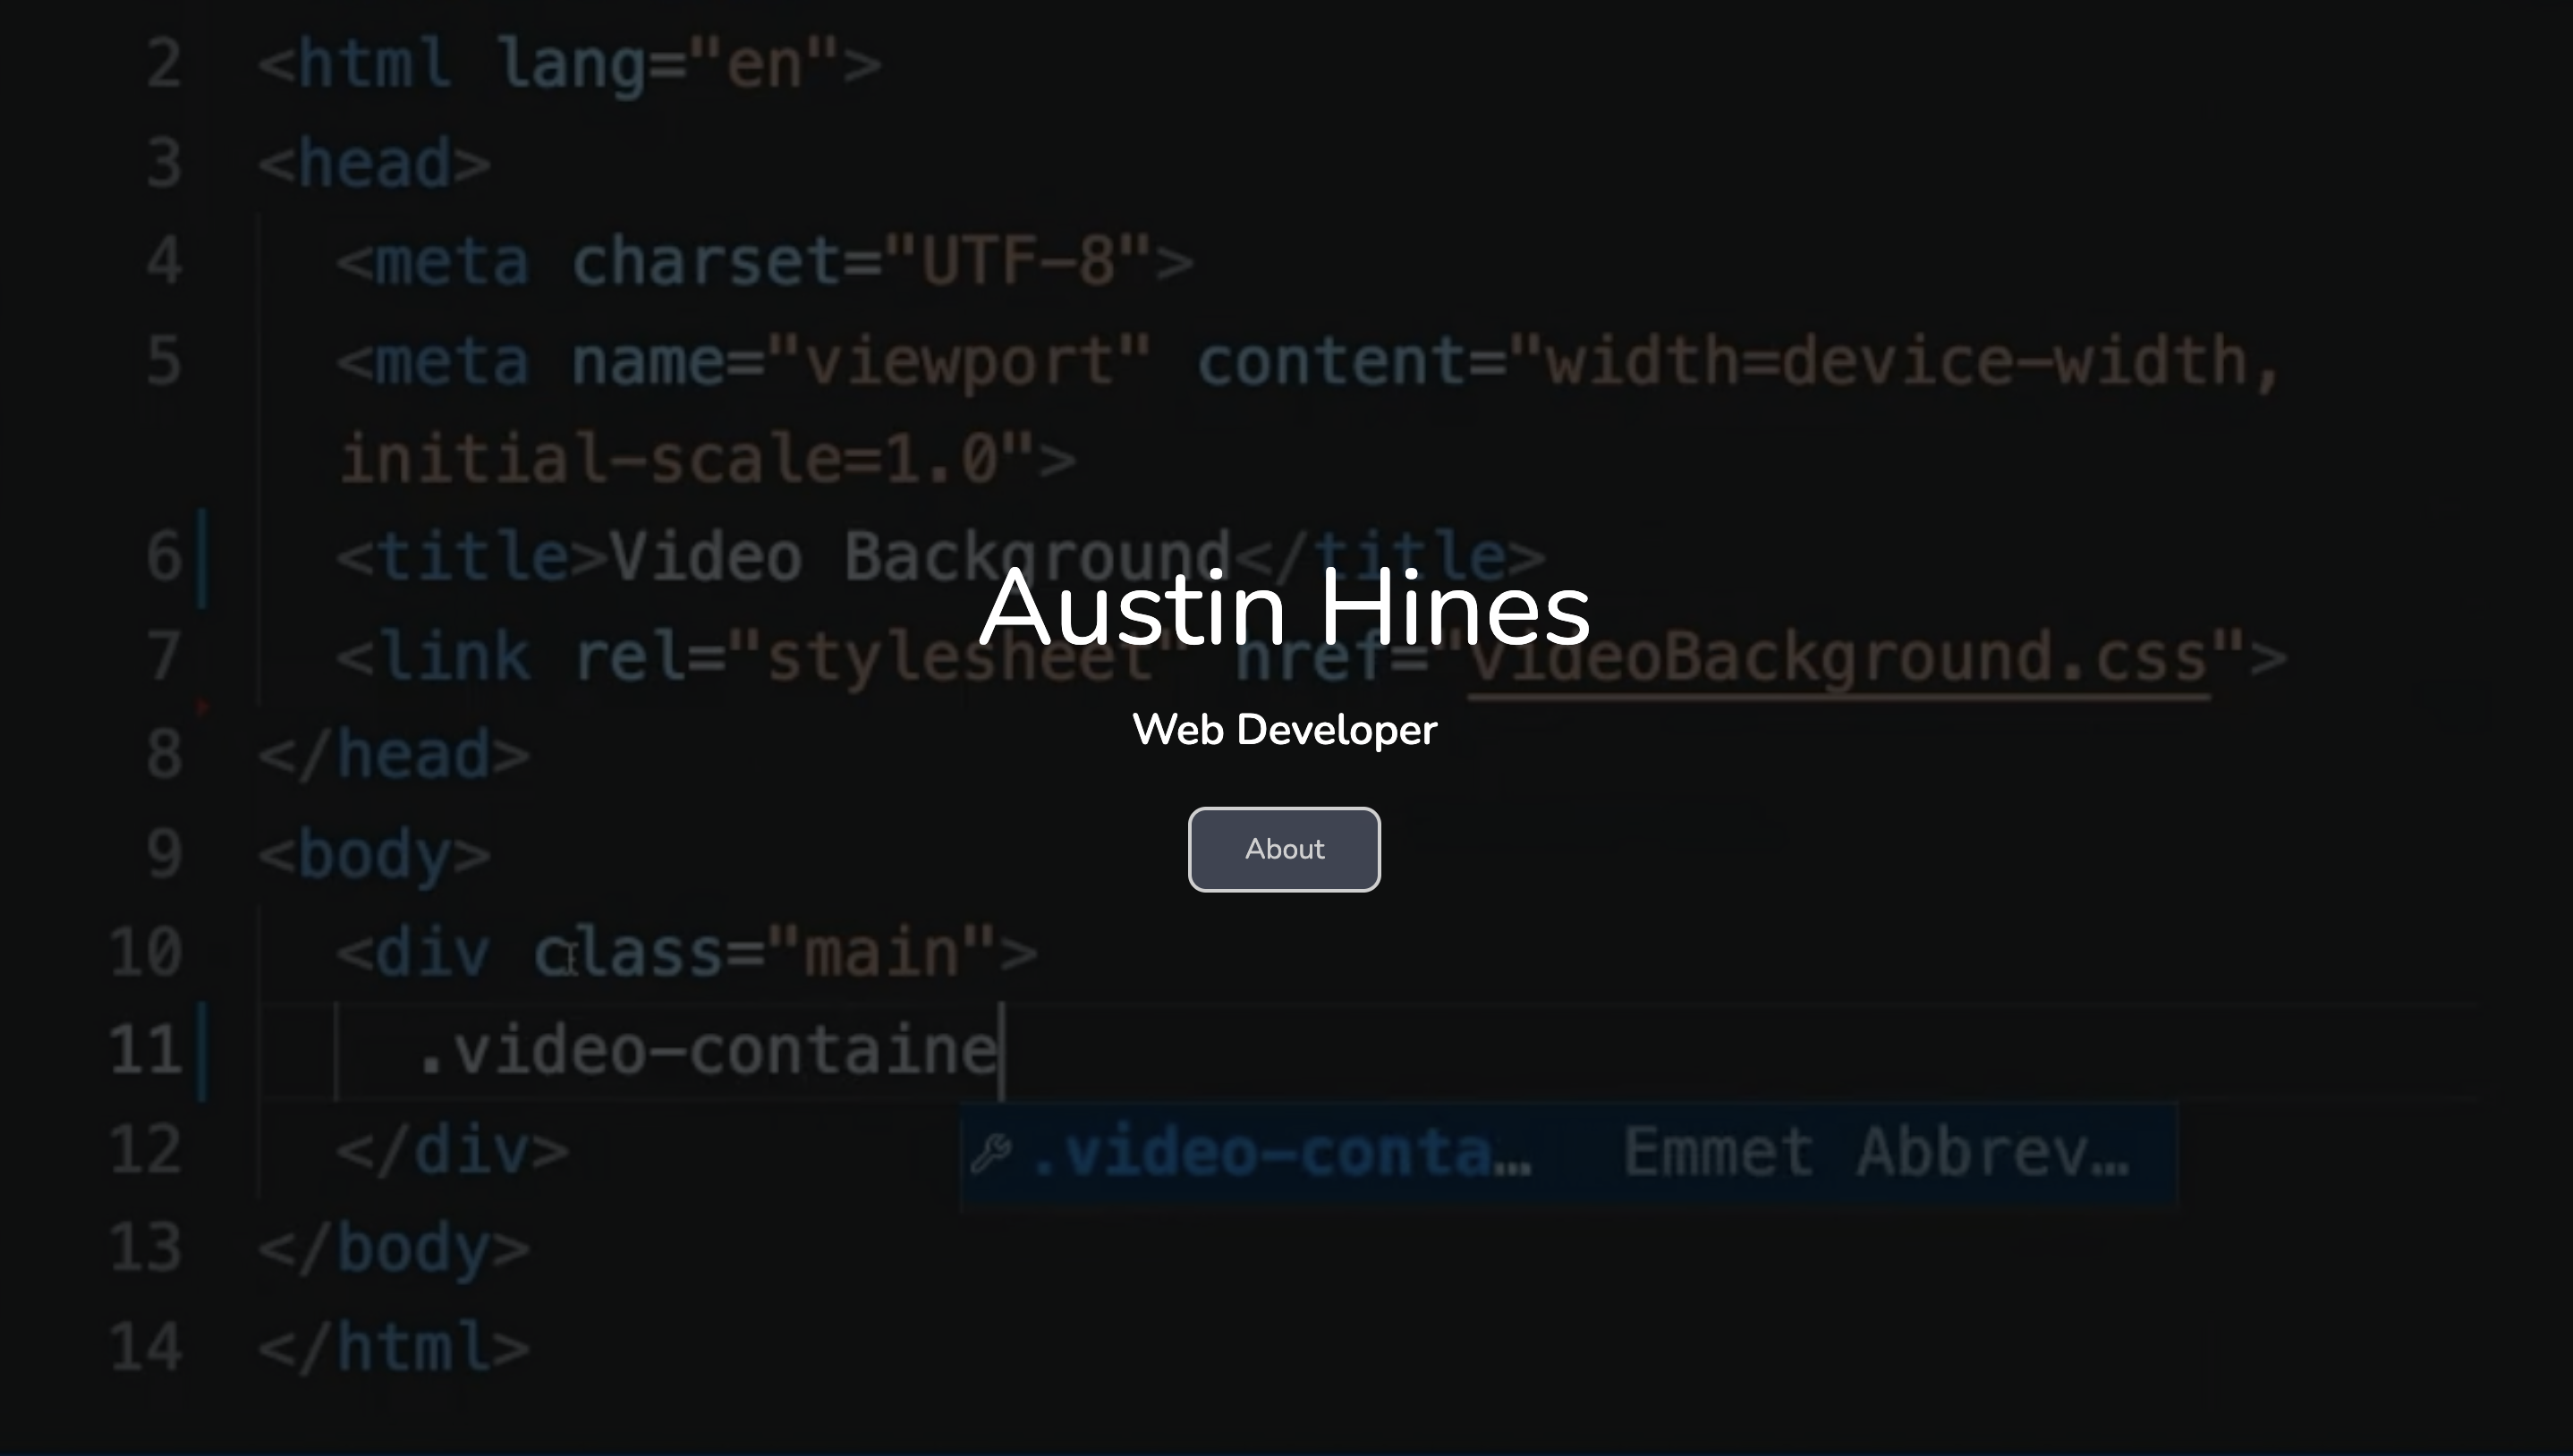 2 <html lang="en">
3 <head>
4 <meta charset="UTF-8">
5 <meta name="viewport" content="width=device-width,
initial-scale=1.0">
6 <title>Video Background</title>
Austin Hines
7 <link rel="stylesheet" href="videoBackground.css">
Web Developer
8 </head>
About
9 <body>
10 <div class="main">
11 .video-containe
12 </div>
.video-conta… Emmet Abbrev…
13 </body>
14 </html>